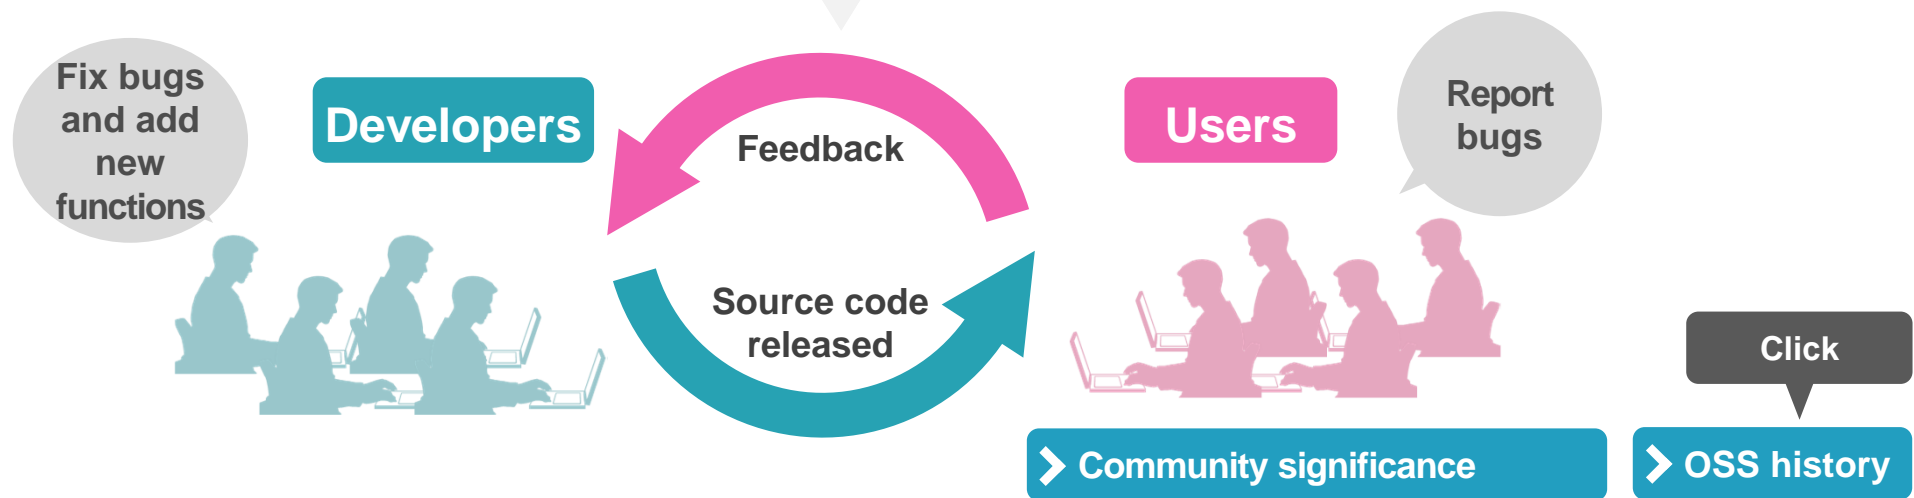 Fix bugs
and add
new
functions
Developers
Feedback
Users
Report
bugs
Source code
released
Click
Community significance
OSS history